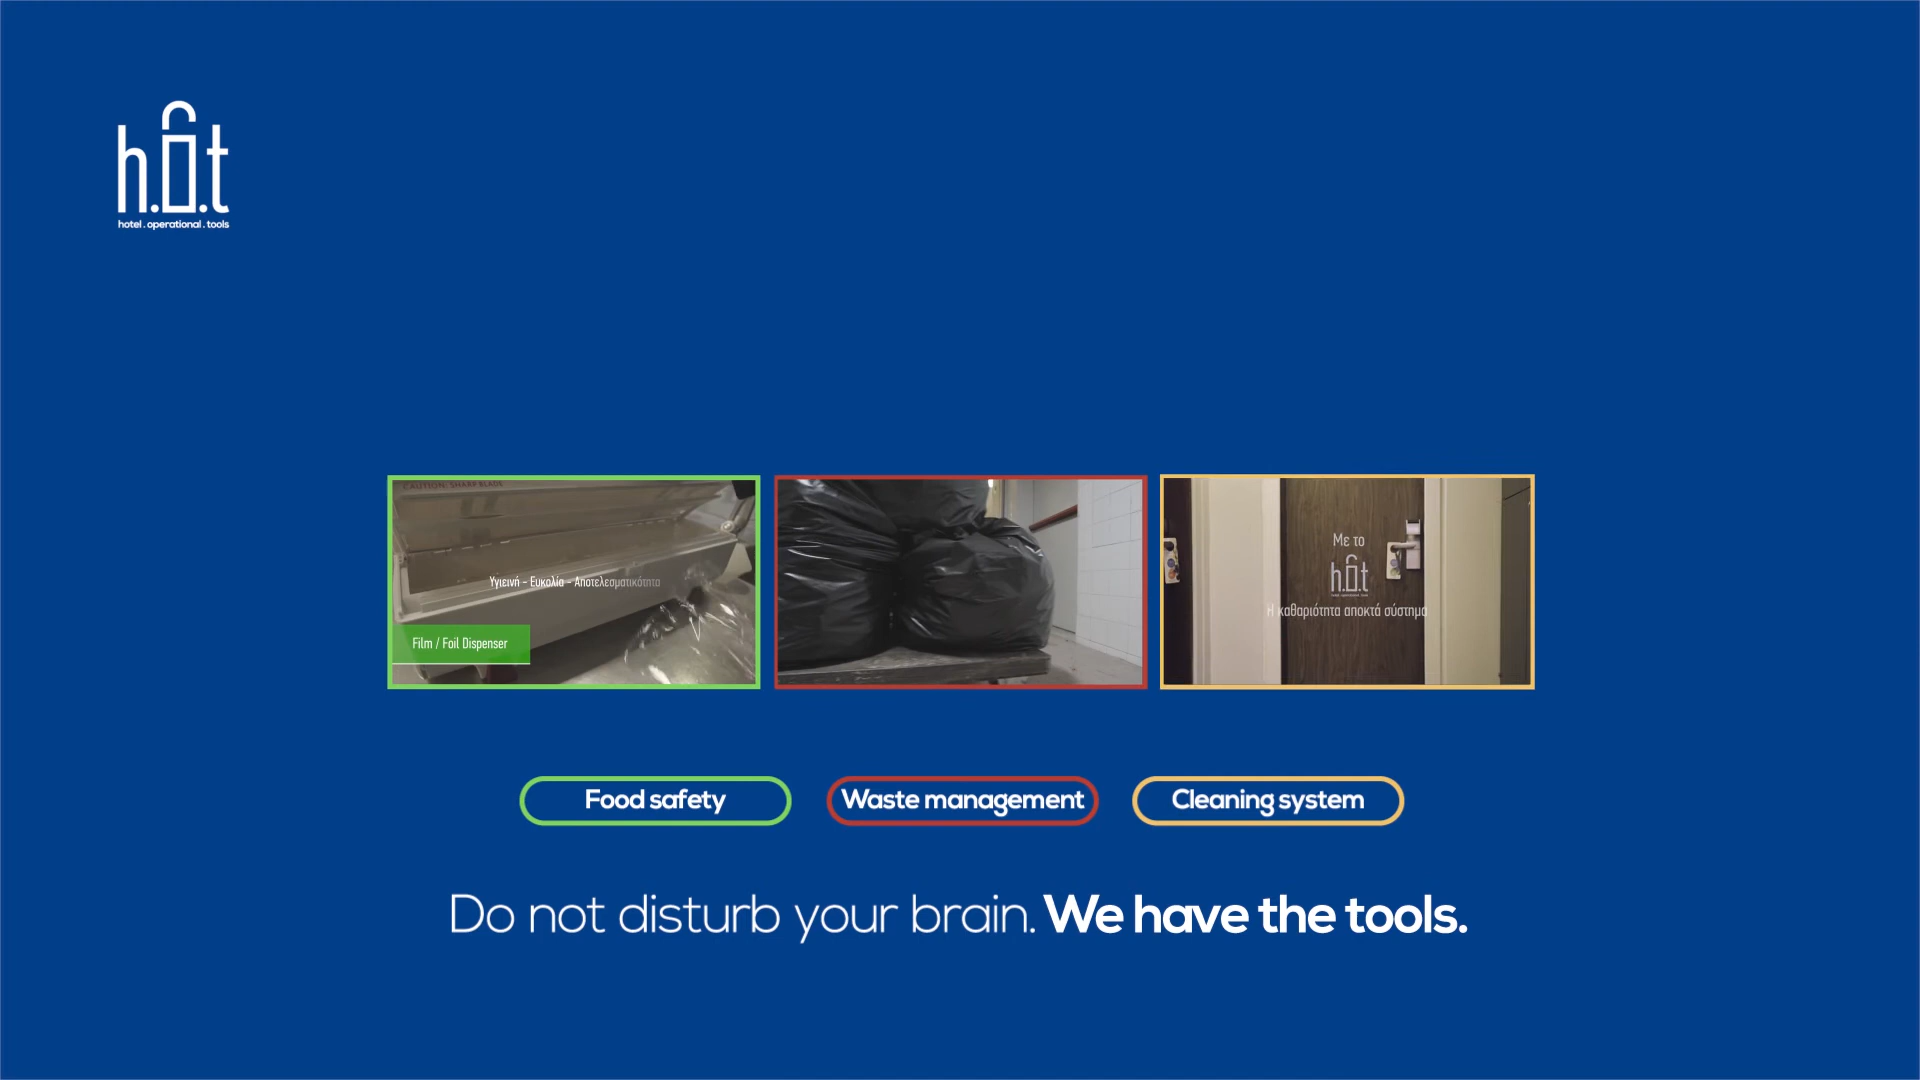 h.o.t
hotel . operational . tools
CAUTION: SHARP BLADE
Υγιεινή - Ευκολία - Αποτελεσματικότητα
Film / Foil Dispenser
Με το
h.o.t
Η καθαριότητα αποκτά σύστημα
Food safety
Waste management
Cleaning system
Do not disturb your brain. We have the tools.